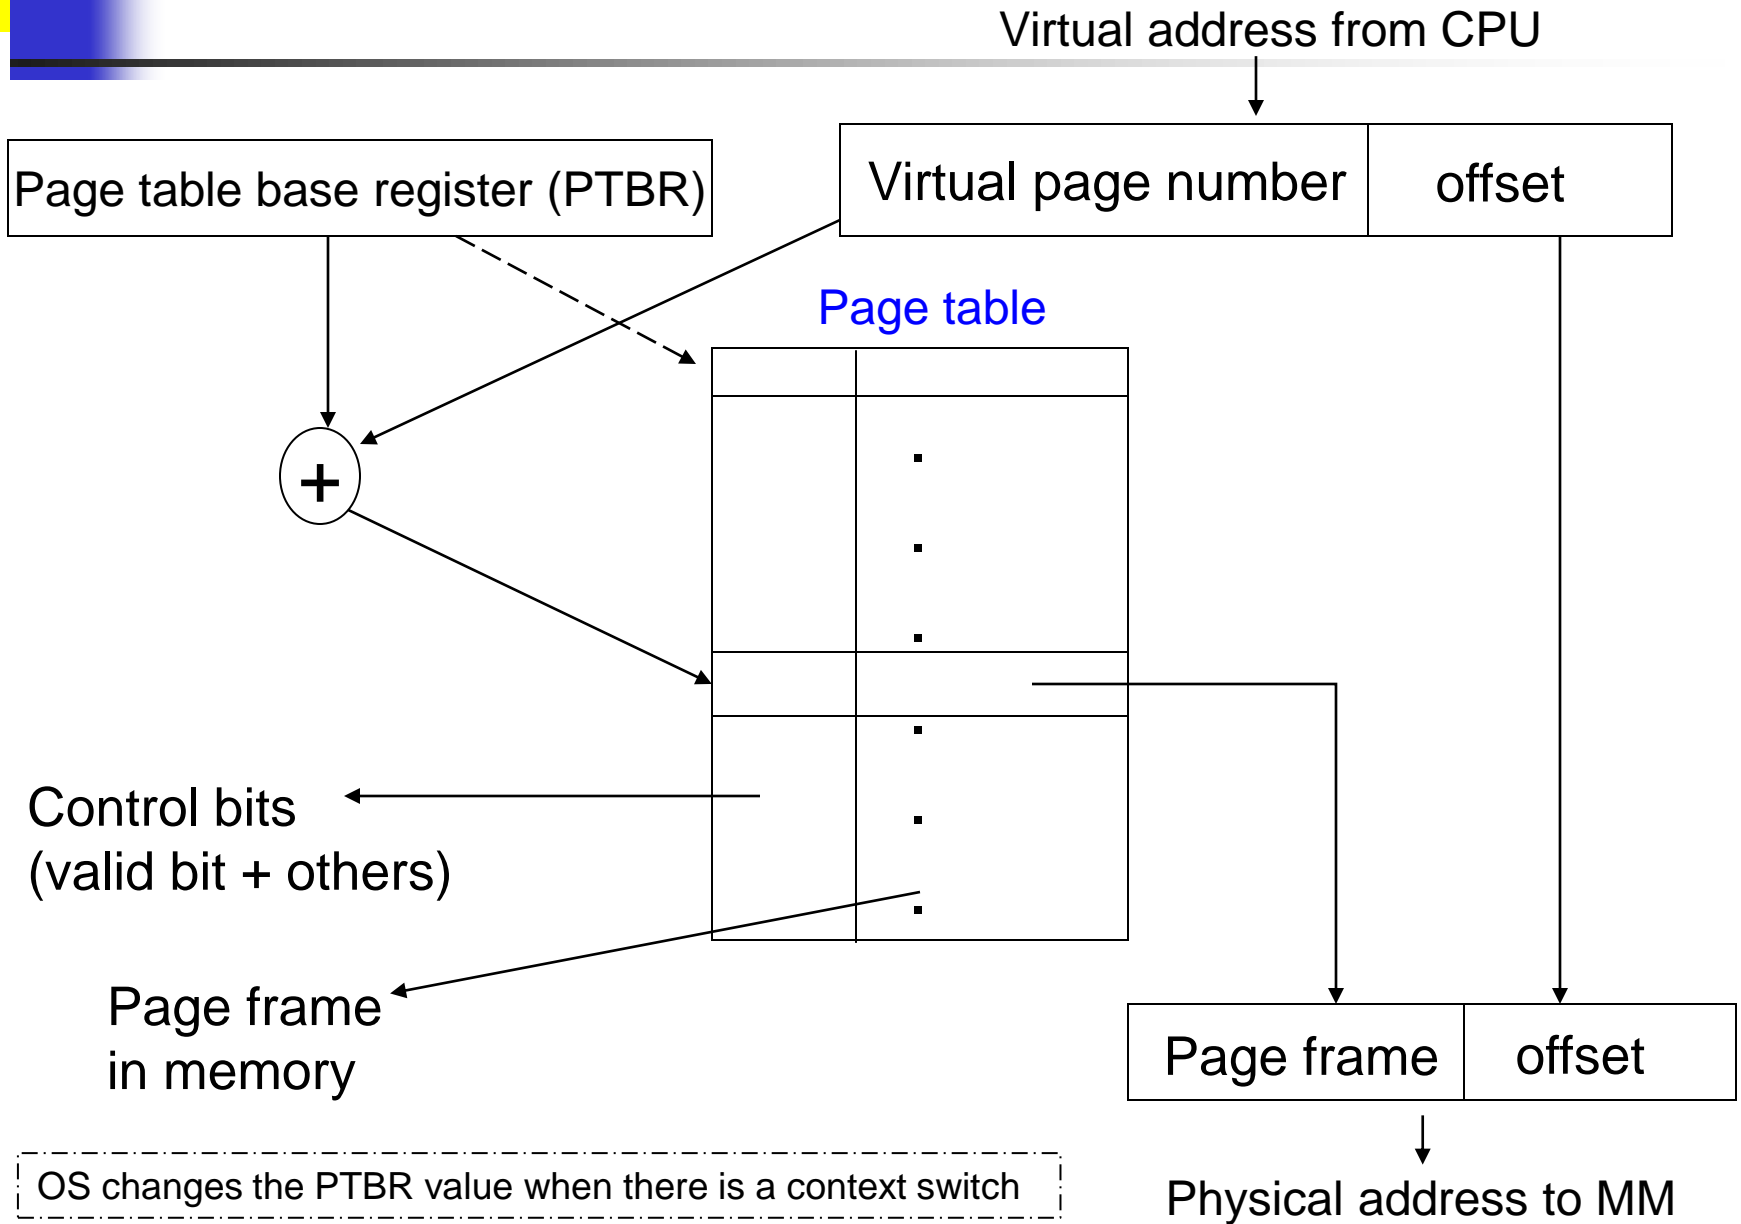 Virtual address from CPU
Page table base register (PTBR)
Virtual page number
offset
Page table
+
Control bits
(valid bit + others)
Page frame
in memory
Page frame
offset
OS changes the PTBR value when there is a context switch
Physical address to MM